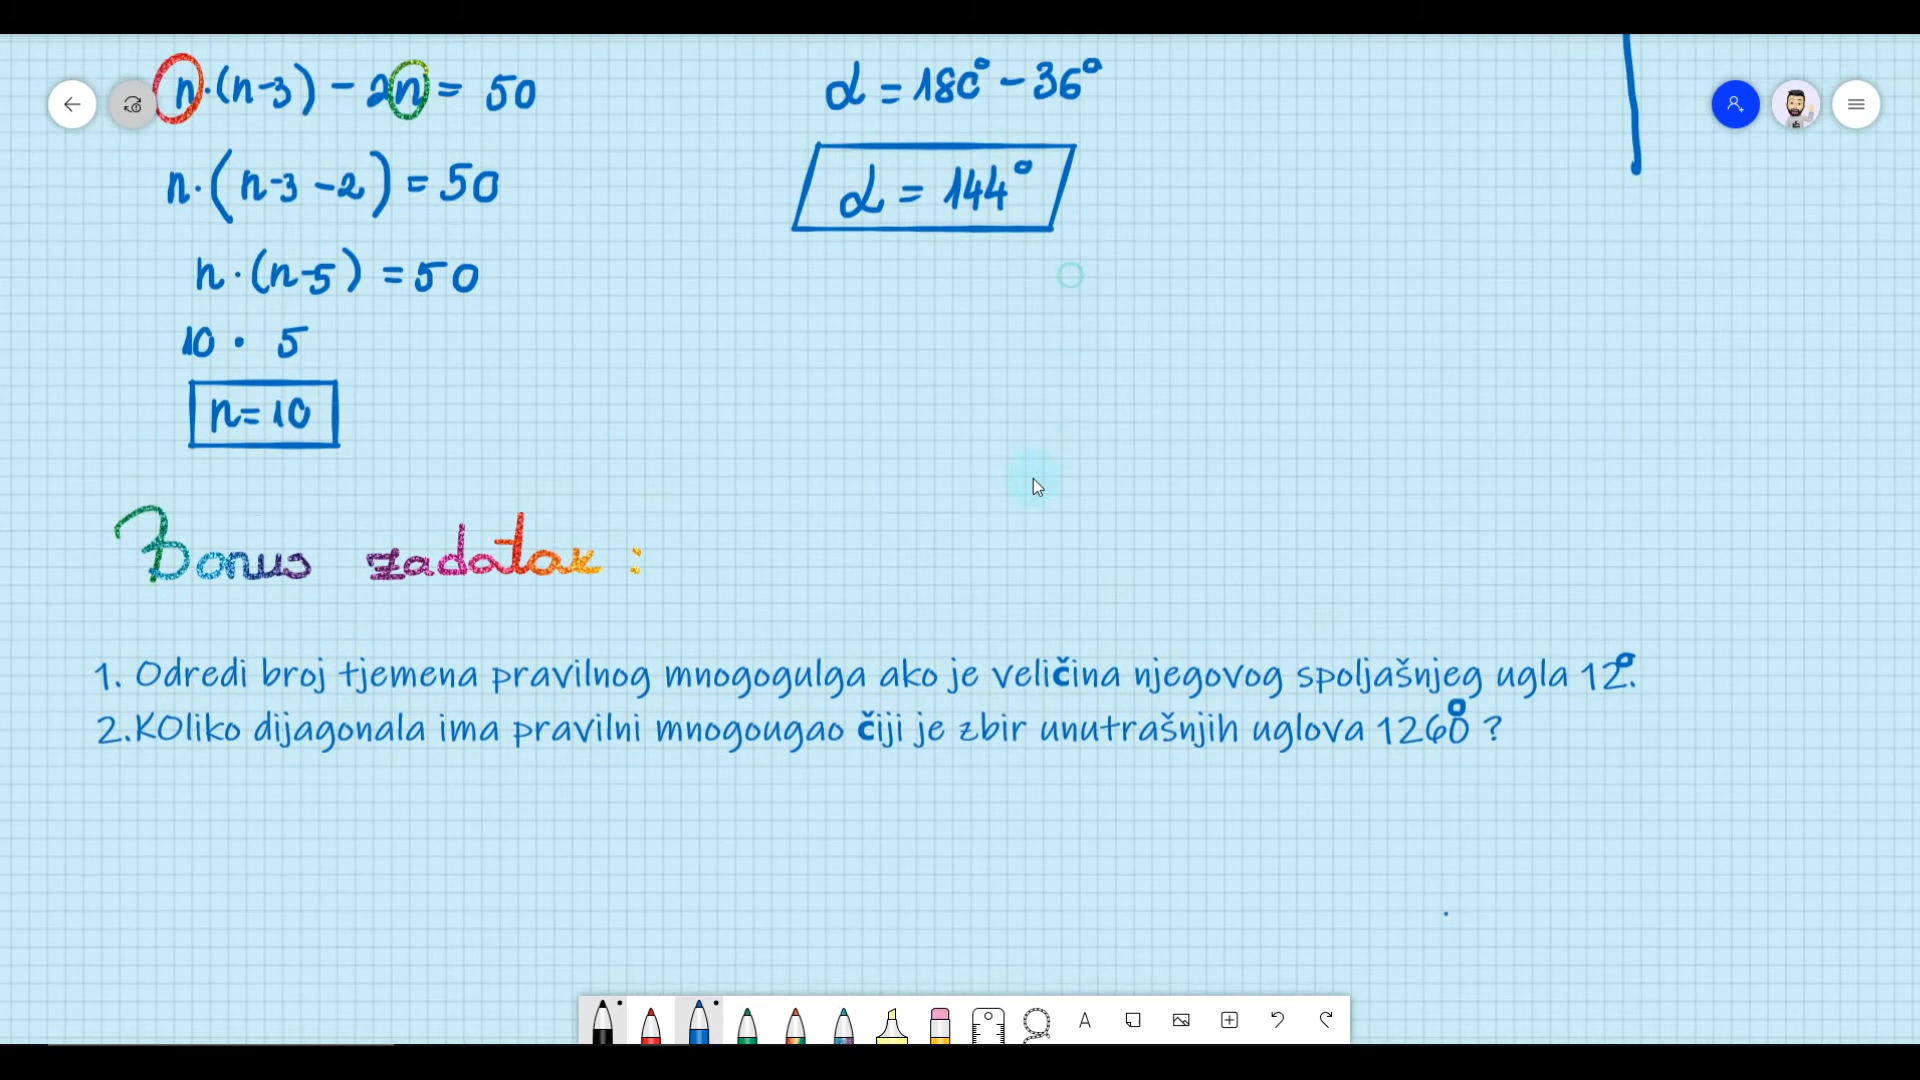 n·(n-3) - 2n = 50
n·(n-3-2) = 50
n·(n-5) = 50
10 · 5
n = 10
α = 180° - 36°
α = 144°
Bonus zadatak :
1. Odredi broj tjemena pravilnog mnogogulga ako je veličina njegovog spoljašnjeg ugla 12°.
2.KOliko dijagonala ima pravilni mnogougao čiji je zbir unutrašnjih uglova 1260° ?
A